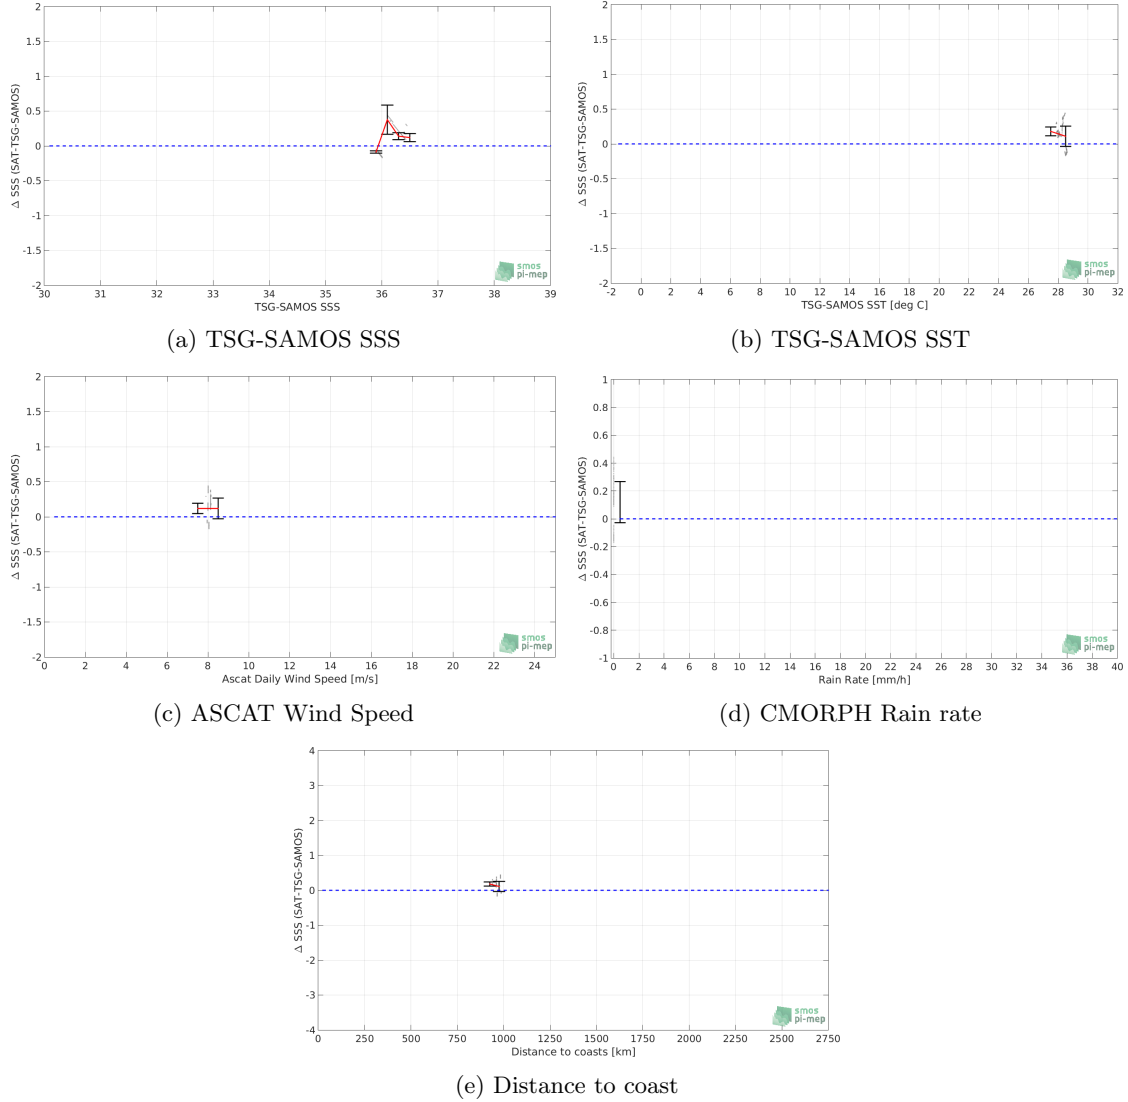 2
1.5
1
0.5
0
-0.5
-1
-1.5
-2
Δ SSS (SAT-TSG-SAMOS)
30 31 32 33 34 35 36 37 38 39
TSG-SAMOS SSS
smos
pi-mep
(a) TSG-SAMOS SSS
2
1.5
1
0.5
0
-0.5
-1
-1.5
-2
Δ SSS (SAT-TSG-SAMOS)
-2 0 2 4 6 8 10 12 14 16 18 20 22 24 26 28 30 32
TSG-SAMOS SST [deg C]
smos
pi-mep
(b) TSG-SAMOS SST
2
1.5
1
0.5
0
-0.5
-1
-1.5
-2
Δ SSS (SAT-TSG-SAMOS)
0 2 4 6 8 10 12 14 16 18 20 22 24
Ascat Daily Wind Speed [m/s]
smos
pi-mep
(c) ASCAT Wind Speed
1
0.8
0.6
0.4
0.2
0
-0.2
-0.4
-0.6
-0.8
-1
Δ SSS (SAT-TSG-SAMOS)
0 2 4 6 8 10 12 14 16 18 20 22 24 26 28 30 32 34 36 38 40
Rain Rate [mm/h]
smos
pi-mep
(d) CMORPH Rain rate
4
3
2
1
0
-1
-2
-3
-4
Δ SSS (SAT-TSG-SAMOS)
0 250 500 750 1000 1250 1500 1750 2000 2250 2500 2750
Distance to coasts [km]
smos
pi-mep
(e) Distance to coast